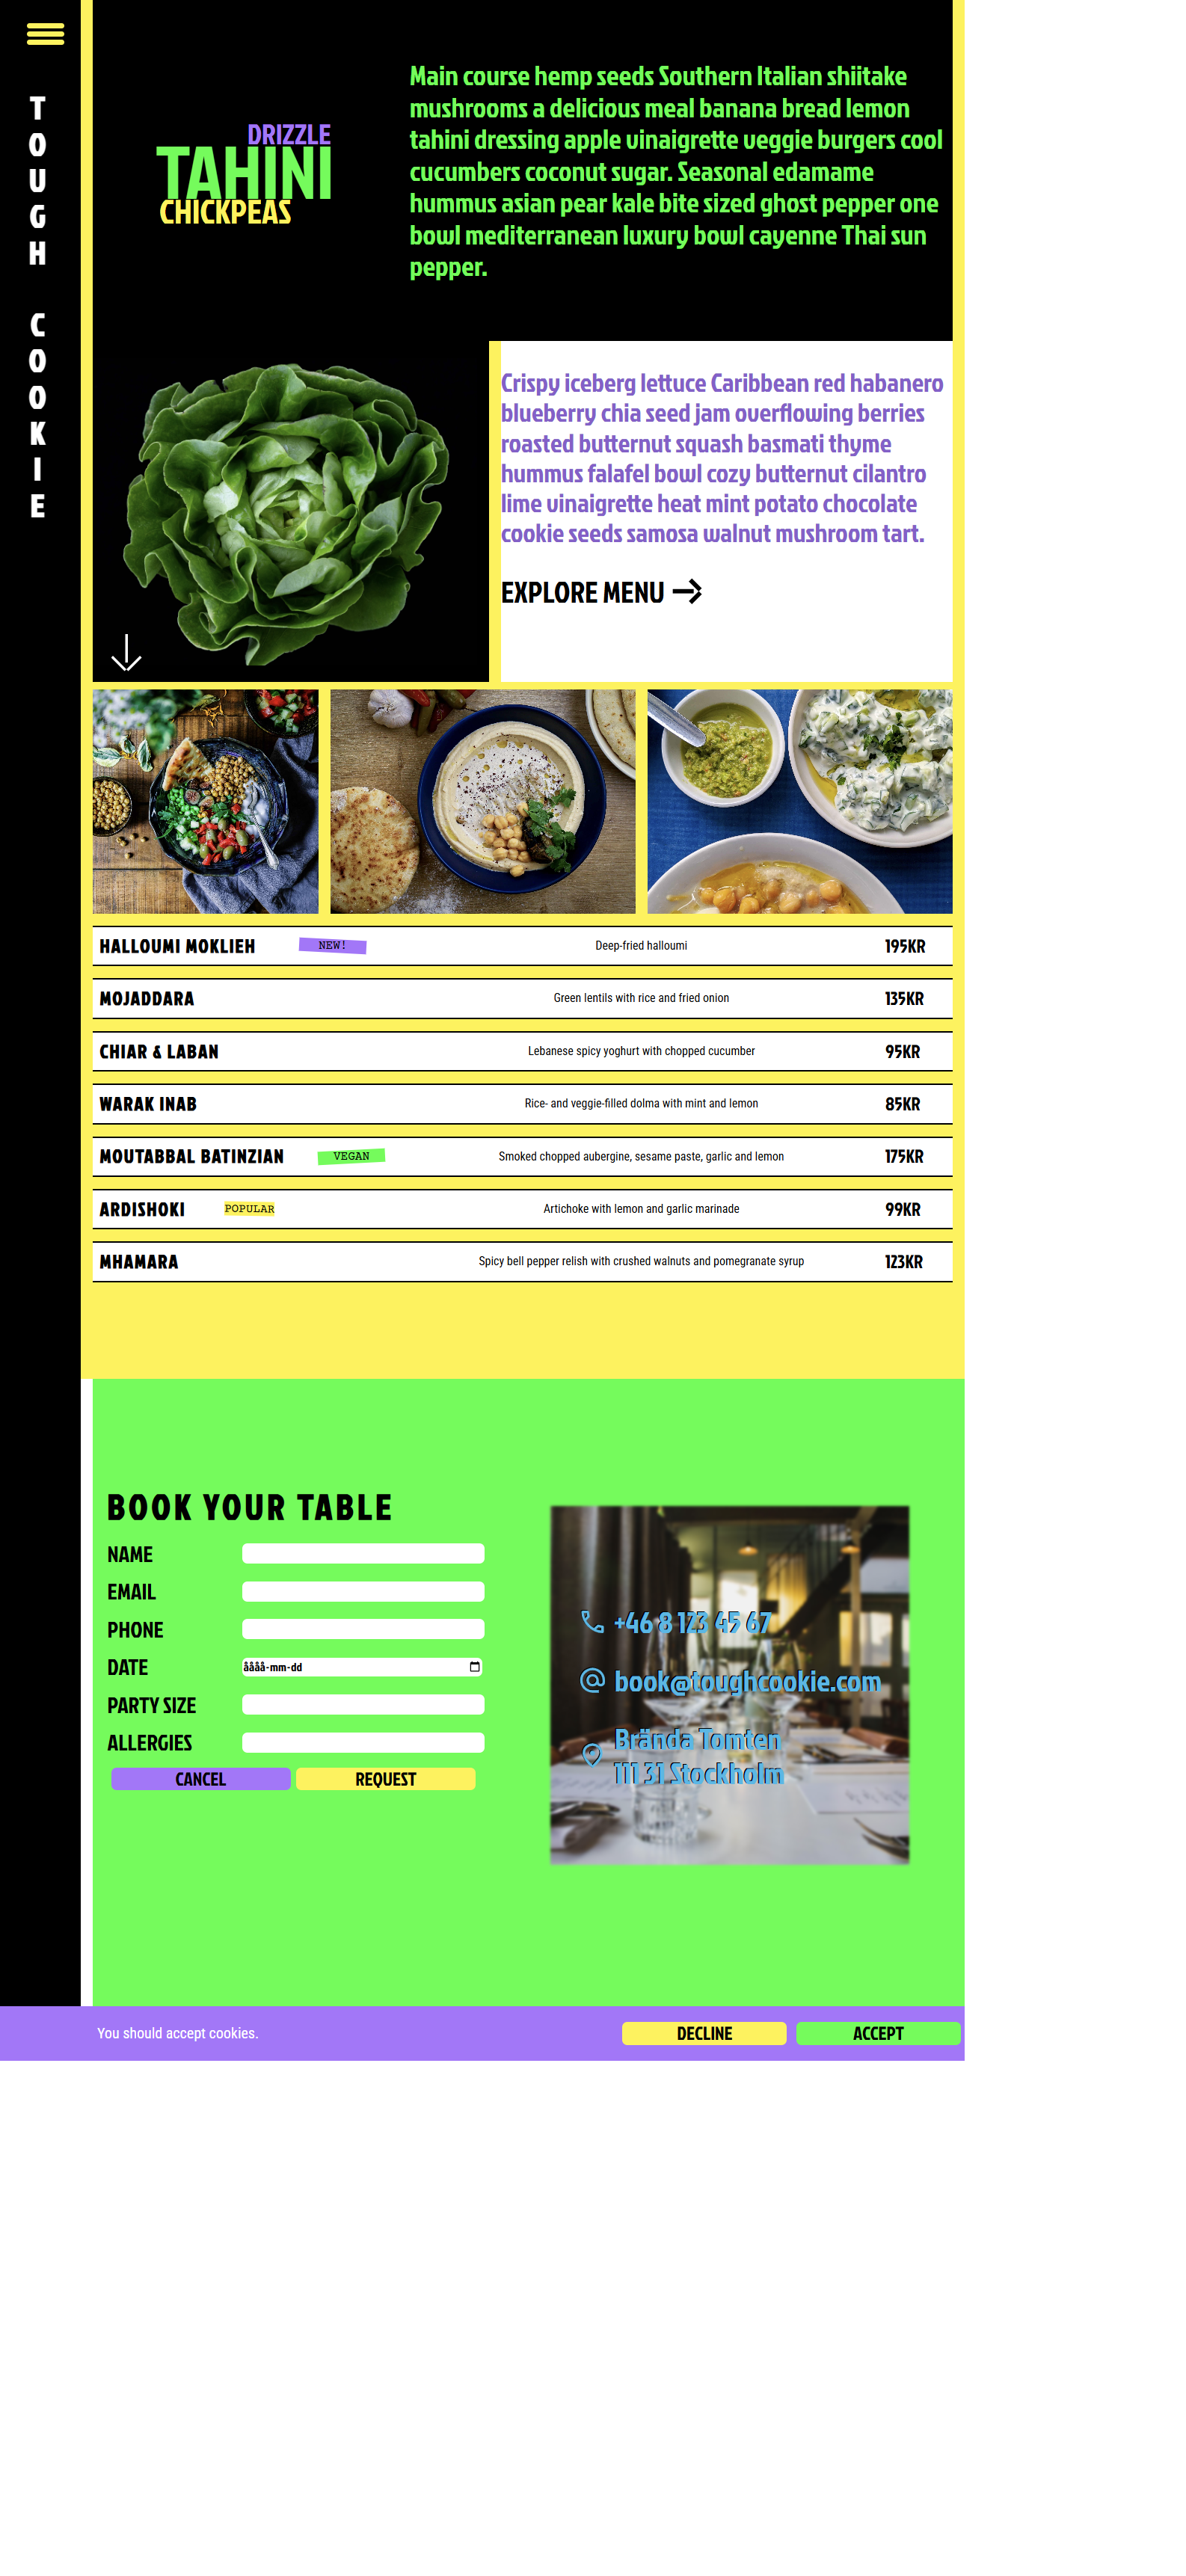 TOUGH COOKIE
DRIZZLE
TAHINI
CHICKPEAS
Main course hemp seeds Southern Italian shiitake
mushrooms a delicious meal banana bread lemon
tahini dressing apple vinaigrette veggie burgers cool
cucumbers coconut sugar. Seasonal edamame
hummus asian pear kale bite sized ghost pepper one
bowl mediterranean luxury bowl cayenne Thai sun
pepper.
Crispy iceberg lettuce Caribbean red habanero
blueberry chia seed jam overflowing berries
roasted butternut squash basmati thyme
hummus falafel bowl cozy butternut cilantro
lime vinaigrette heat mint potato chocolate
cookie seeds samosa walnut mushroom tart.
EXPLORE MENU
HALLOUMI MOKLIEH NEW! Deep-fried halloumi 195KR
MOJADDARA Green lentils with rice and fried onion 135KR
CHIAR & LABAN Lebanese spicy yoghurt with chopped cucumber 95KR
WARAK INAB Rice- and veggie-filled dolma with mint and lemon 85KR
MOUTABBAL BATINZIAN VEGAN Smoked chopped aubergine, sesame paste, garlic and lemon 175KR
ARDISHOKI POPULAR Artichoke with lemon and garlic marinade 99KR
MHAMARA Spicy bell pepper relish with crushed walnuts and pomegranate syrup 123KR
BOOK YOUR TABLE
NAME
EMAIL
PHONE
DATE åååå-mm-dd
PARTY SIZE
ALLERGIES
CANCEL REQUEST
+46 8 123 45 67
book@toughcookie.com
Brända Tomten
111 31 Stockholm
You should accept cookies. DECLINE ACCEPT